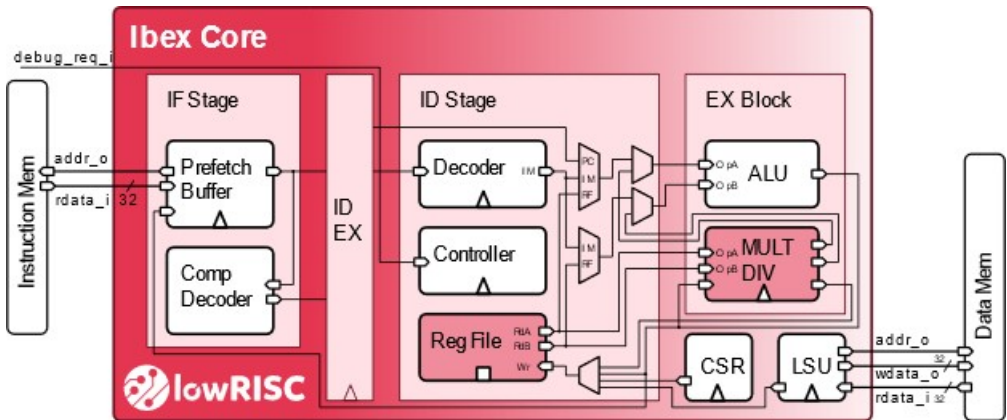 Ibex Core
debug_req_i
IF Stage
ID Stage
EX Block
Instruction Mem
addr_o
rdata_i 32
Prefetch
Buffer
ID
EX
Decoder
IM
PC
IM
RF
OpA
OpB
ALU
Comp
Decoder
Controller
IM
RF
OpA
OpB
MULT
DIV
Reg File
RdA
RdB
Wr
CSR
LSU
addr_o
32
wdata_o
rdata_i 32
Data Mem
lowRISC